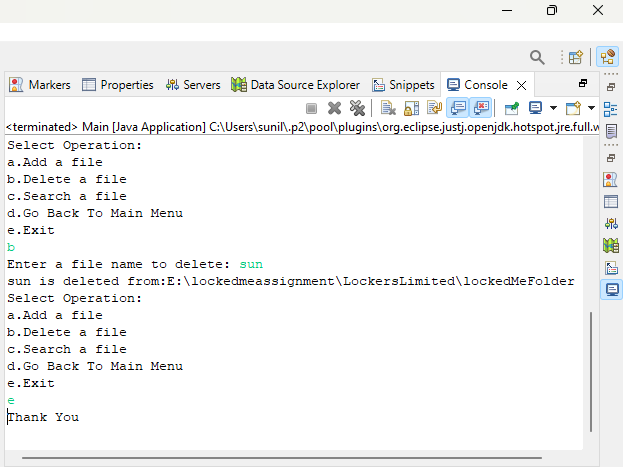 Markers Properties Servers Data Source Explorer Snippets Console
<terminated> Main [Java Application] C:\Users\sunil\.p2\pool\plugins\org.eclipse.justj.openjdk.hotspot.jre.full.w
Select Operation:
a.Add a file
b.Delete a file
c.Search a file
d.Go Back To Main Menu
e.Exit
b
Enter a file name to delete: sun
sun is deleted from:E:\lockedmeassignment\LockersLimited\lockedMeFolder
Select Operation:
a.Add a file
b.Delete a file
c.Search a file
d.Go Back To Main Menu
e.Exit
e
Thank You